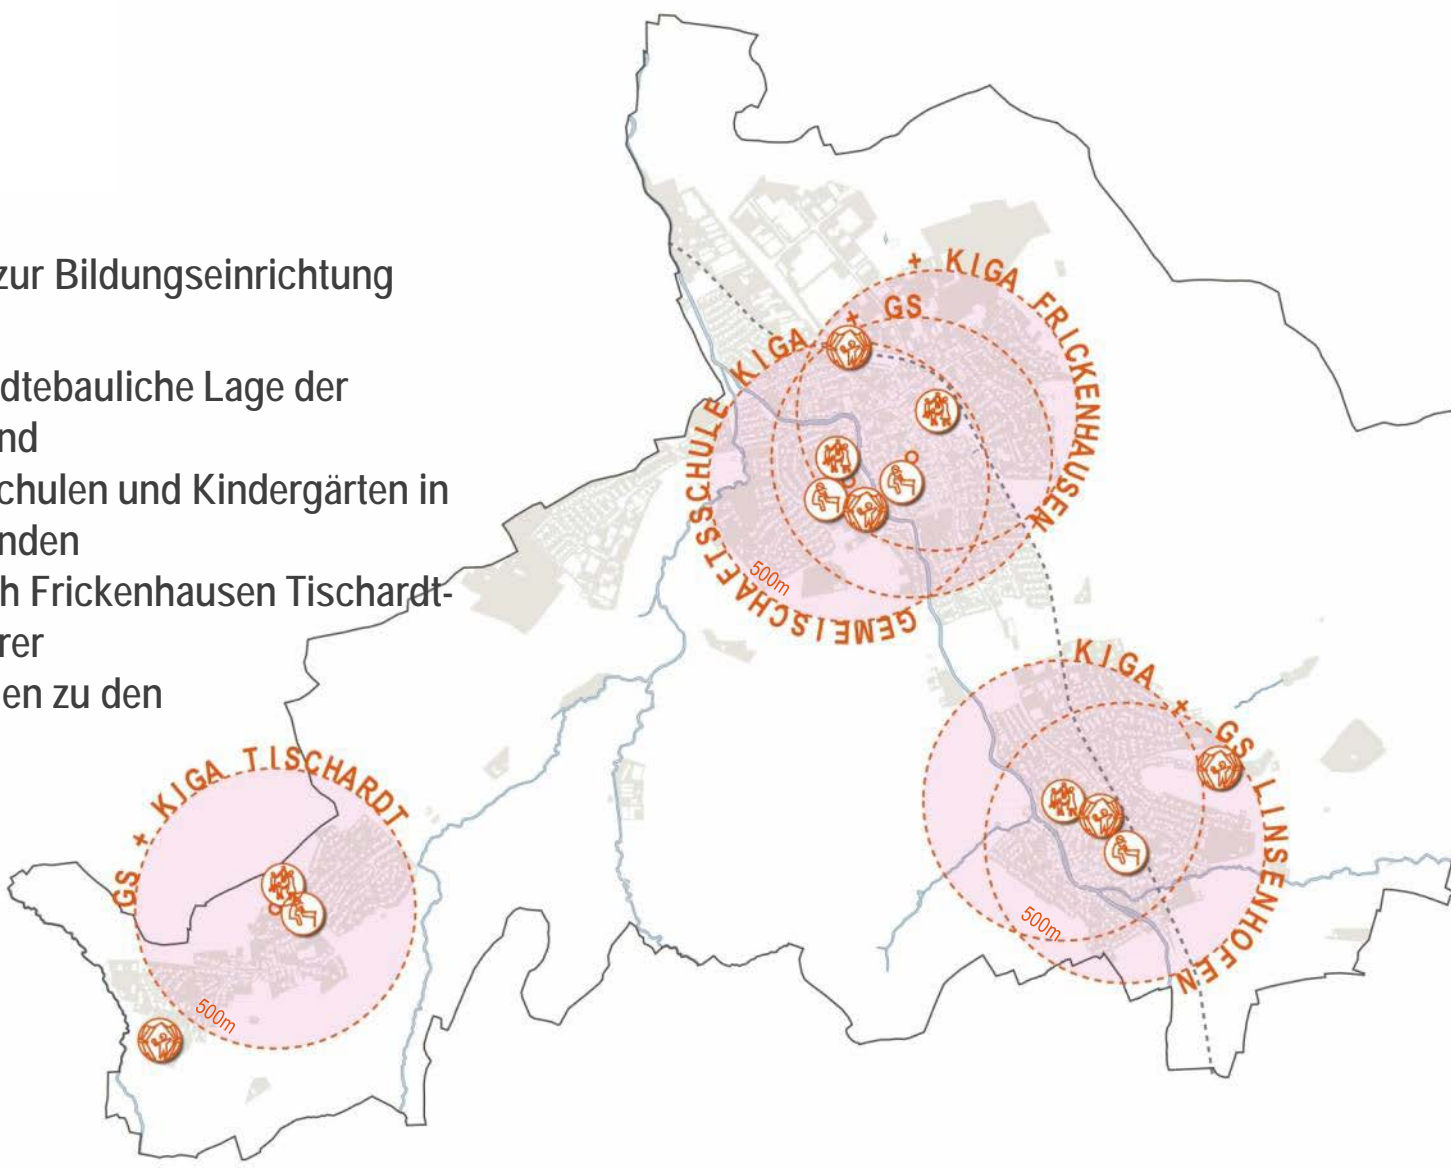 zur Bildungseinrichtung
dtebauliche Lage der
nd
chulen und Kindergärten in
nden
h Frickenhausen Tischardt-
rer
en zu den
+ KIGA FRICKENHAUSEN
GEMEISCHAETSSCHULE KIGA + GS
500m
KIGA + GS LINSENHOFEN
500m
GS + KIGA TISCHARDT
500m